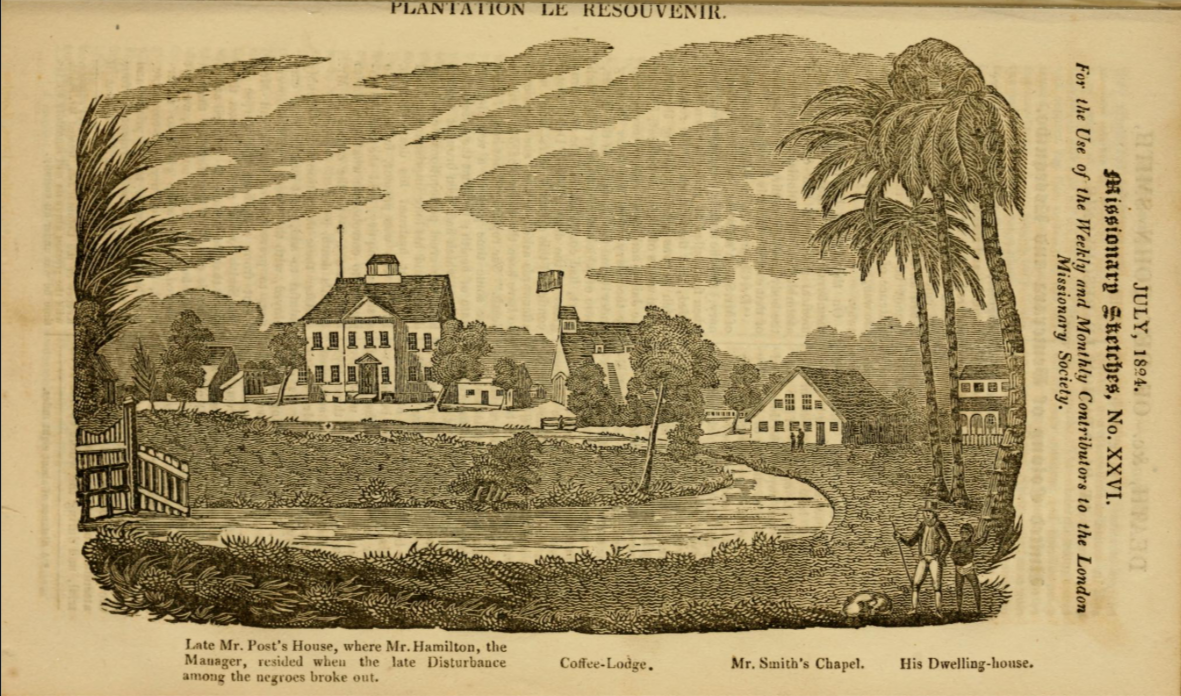 PLANTATION LE RESOUVENIR.
JULY, 1824.
Missionary Sketches, No. XXVI.
For the Use of the Weekly and Monthly Contributors to the London
Missionary Society.
Late Mr. Post's House, where Mr. Hamilton, the
Manager, resided when the late Disturbance
among the negroes broke out.
Coffee-Lodge.
Mr. Smith's Chapel.
His Dwelling-house.